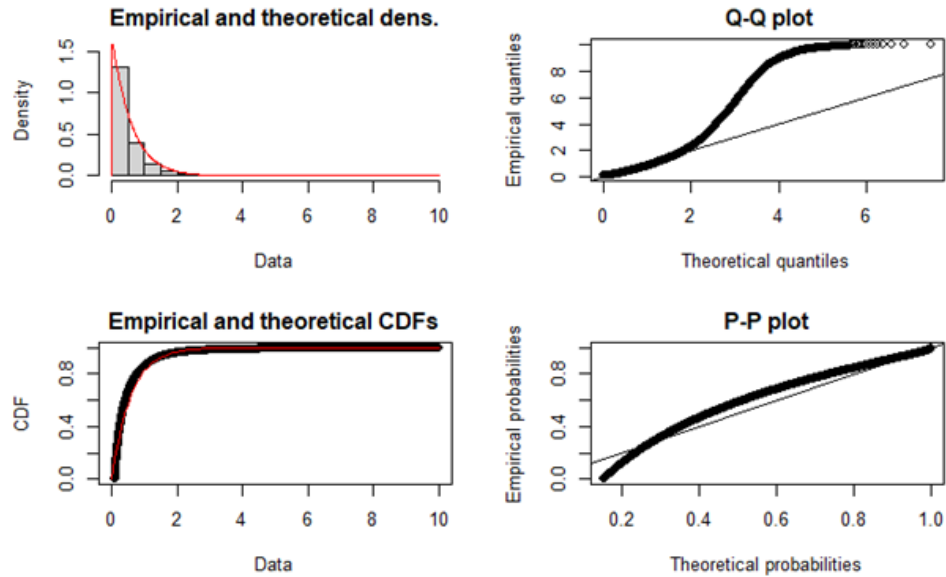 Empirical and theoretical dens.
Density
0.0 0.5 1.0 1.5
0 2 4 6 8 10
Data
Q-Q plot
Empirical quantiles
0 2 4 6 8
0 2 4 6
Theoretical quantiles
Empirical and theoretical CDFs
CDF
0.0 0.4 0.8
0 2 4 6 8 10
Data
P-P plot
Empirical probabilities
0.0 0.4 0.8
0.2 0.4 0.6 0.8 1.0
Theoretical probabilities